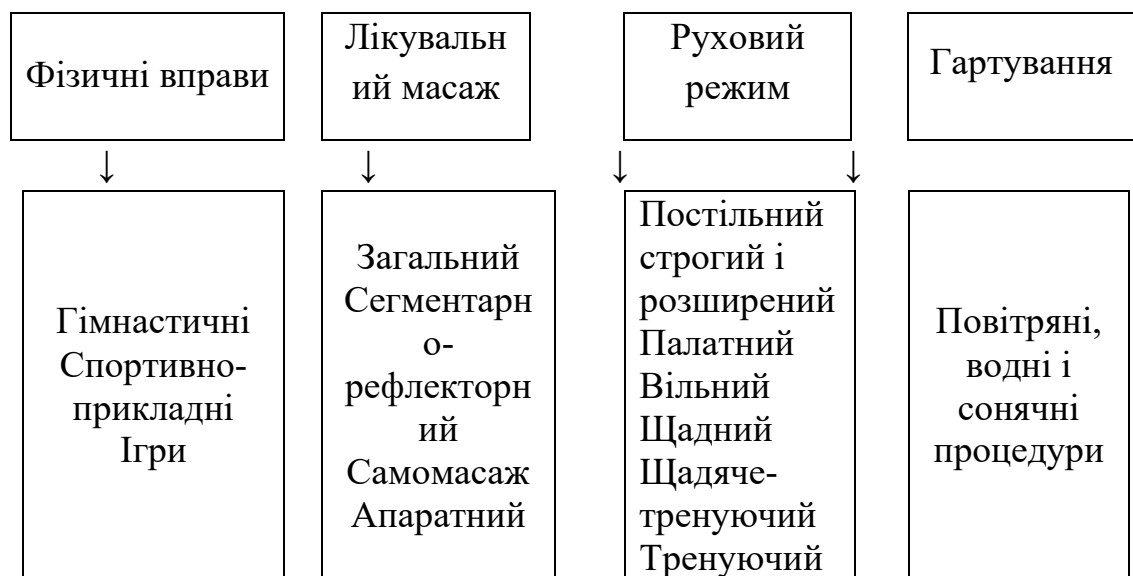 Фізичні вправи
Лікувальн
ий масаж
Руховий
режим
Гартування
↓ ↓ ↓ ↓
Гімнастичні
Спортивно-
прикладні
Ігри
Загальний
Сегментарн
о-
рефлекторн
ий
Самомасаж
Апаратний
Постільний
строгий і
розширений
Палатний
Вільний
Щадний
Щадяче-
тренуючий
Тренуючий
Повітряні,
водні і
сонячні
процедури